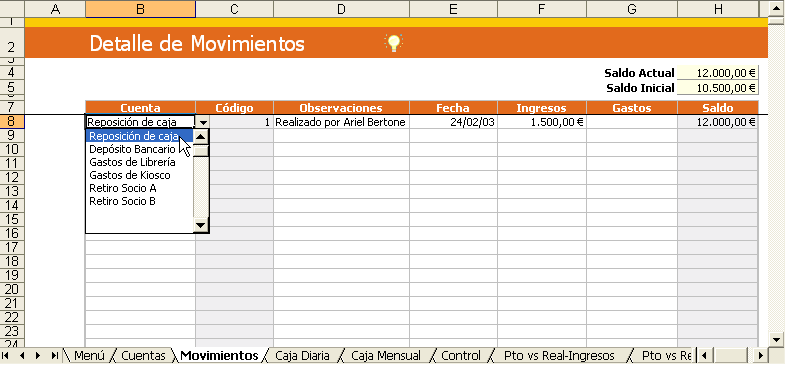 A B C D E F G H
1
2 Detalle de Movimientos
3
4 Saldo Actual 12.000,00 €
5 Saldo Inicial 10.500,00 €
7 Cuenta Código Observaciones Fecha Ingresos Gastos Saldo
8 Reposición de caja 1 Realizado por Ariel Bertone 24/02/03 1.500,00 € 12.000,00 €
9 Reposición de caja
10 Depósito Bancario
11 Gastos de Librería
12 Gastos de Kiosco
13 Retiro Socio A
14 Retiro Socio B
15
16
17
18
19
20
21
22
23
24
Menú Cuentas Movimientos Caja Diaria Caja Mensual Control Pto vs Real-Ingresos Pto vs Re